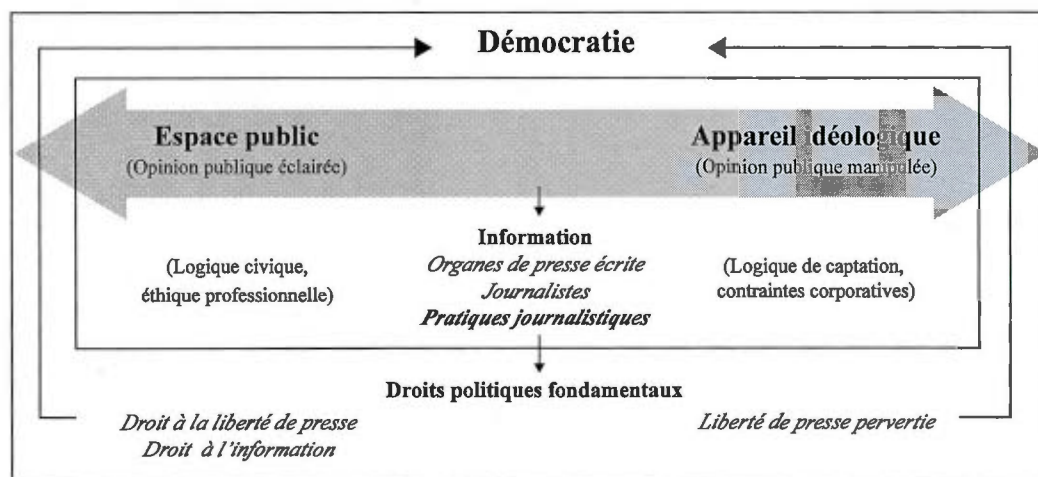 Démocratie
Espace public
(Opinion publique éclairée)
Appareil idéologique
(Opinion publique manipulée)
Information
(Logique civique,
éthique professionnelle)
Organes de presse écrite
Journalistes
Pratiques journalistiques
(Logique de captation,
contraintes corporatives)
Droits politiques fondamentaux
Droit à la liberté de presse
Droit à l'information
Liberté de presse pervertie